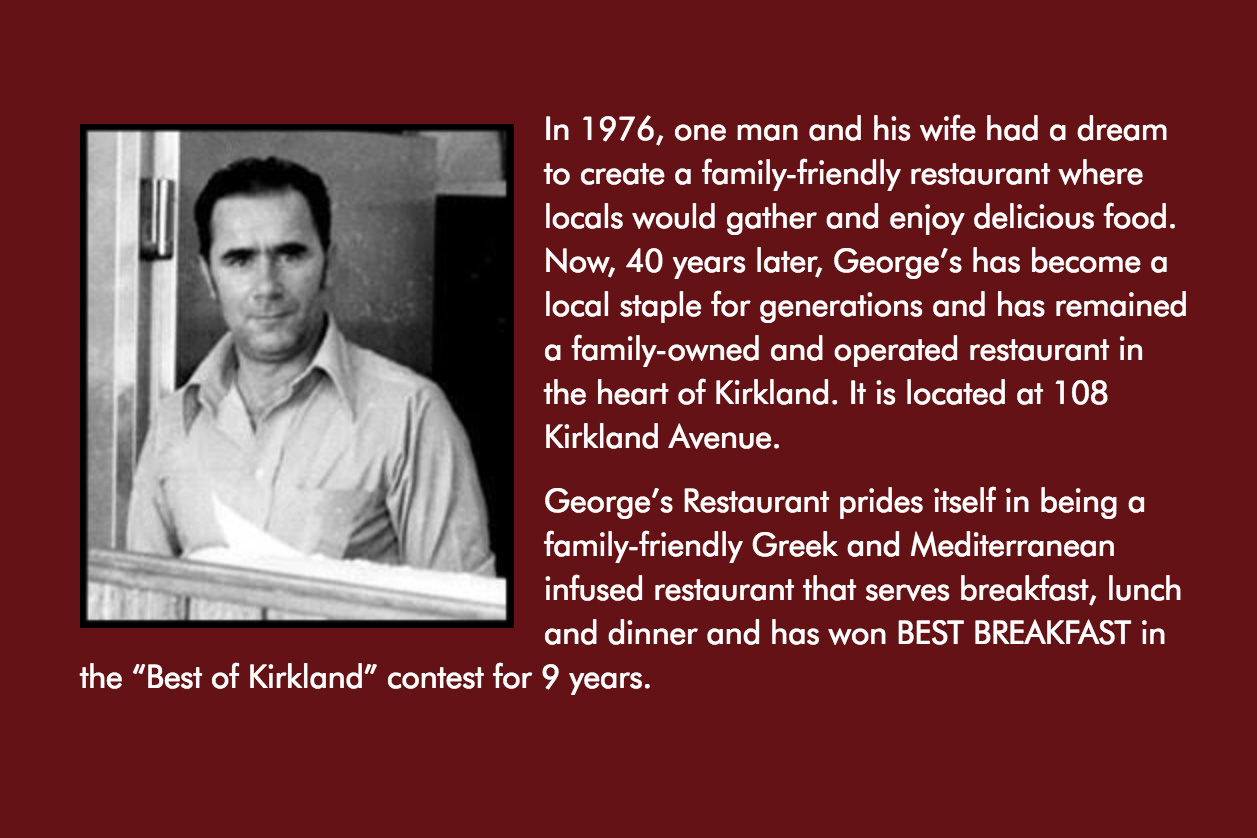 In 1976, one man and his wife had a dream
to create a family-friendly restaurant where
locals would gather and enjoy delicious food.
Now, 40 years later, George’s has become a
local staple for generations and has remained
a family-owned and operated restaurant in
the heart of Kirkland. It is located at 108
Kirkland Avenue.
George’s Restaurant prides itself in being a
family-friendly Greek and Mediterranean
infused restaurant that serves breakfast, lunch
and dinner and has won BEST BREAKFAST in
the “Best of Kirkland” contest for 9 years.